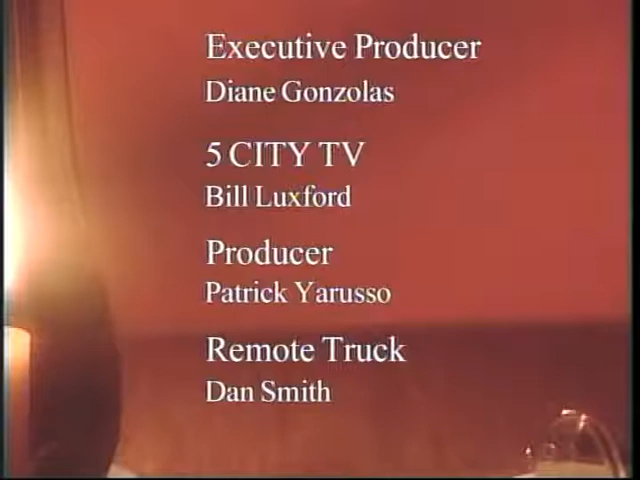 Executive Producer
Diane Gonzolas
5 CITY TV
Bill Luxford
Producer
Patrick Yarusso
Remote Truck
Dan Smith